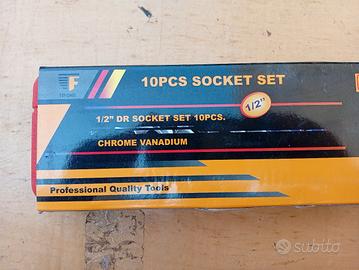 10PCS SOCKET SET
1/2"
1/2" DR SOCKET SET 10PCS.
CHROME VANADIUM
Professional Quality Tools
subito